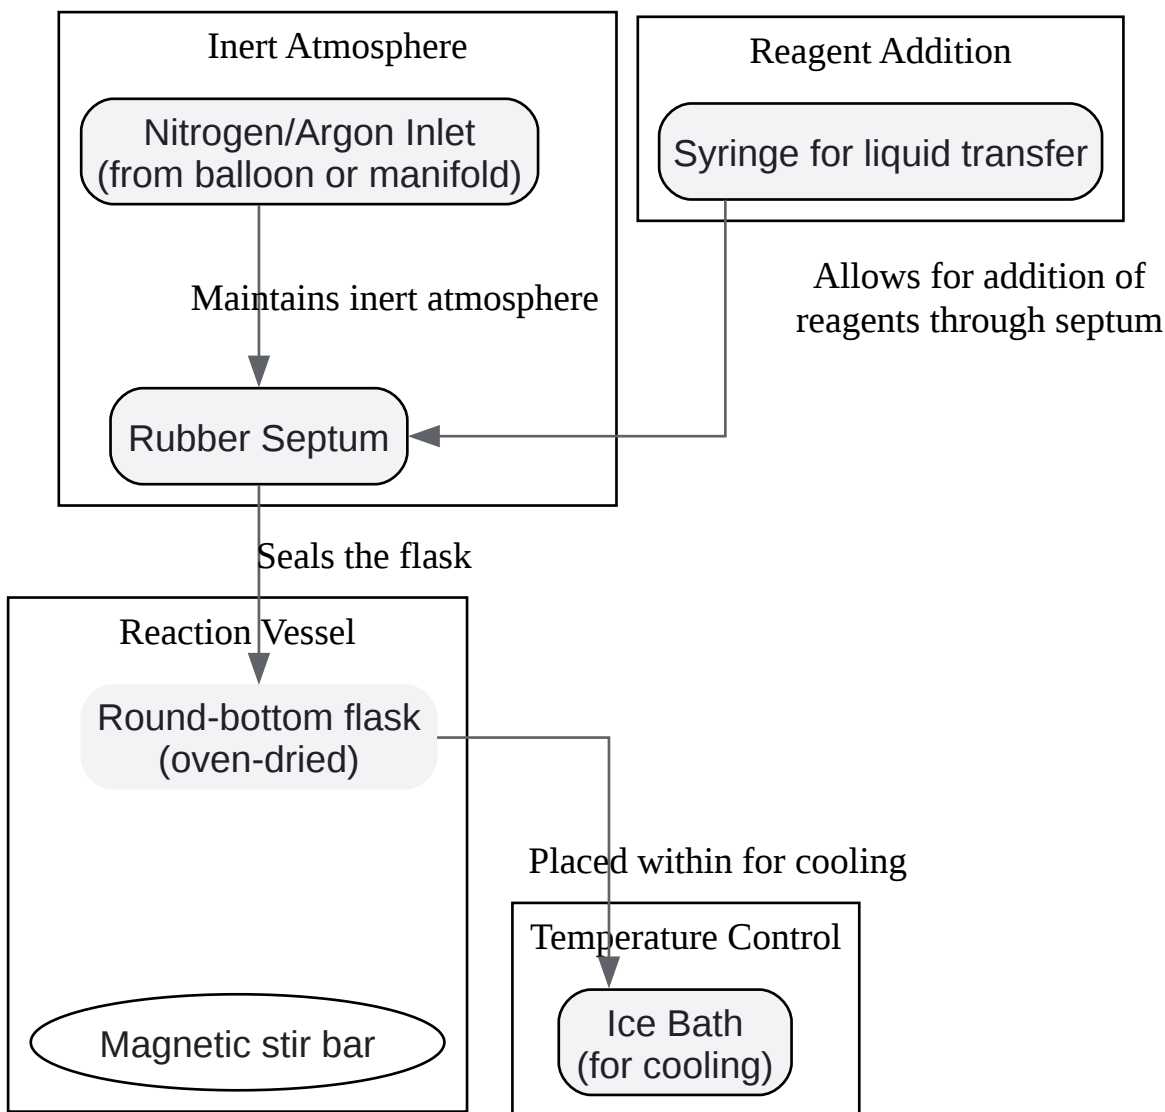 Inert Atmosphere
Nitrogen/Argon Inlet
(from balloon or manifold)
Maintains inert atmosphere
Rubber Septum
Reagent Addition
Syringe for liquid transfer
Allows for addition of
reagents through septum
Seals the flask
Reaction Vessel
Round-bottom flask
(oven-dried)
Magnetic stir bar
Placed within for cooling
Temperature Control
Ice Bath
(for cooling)